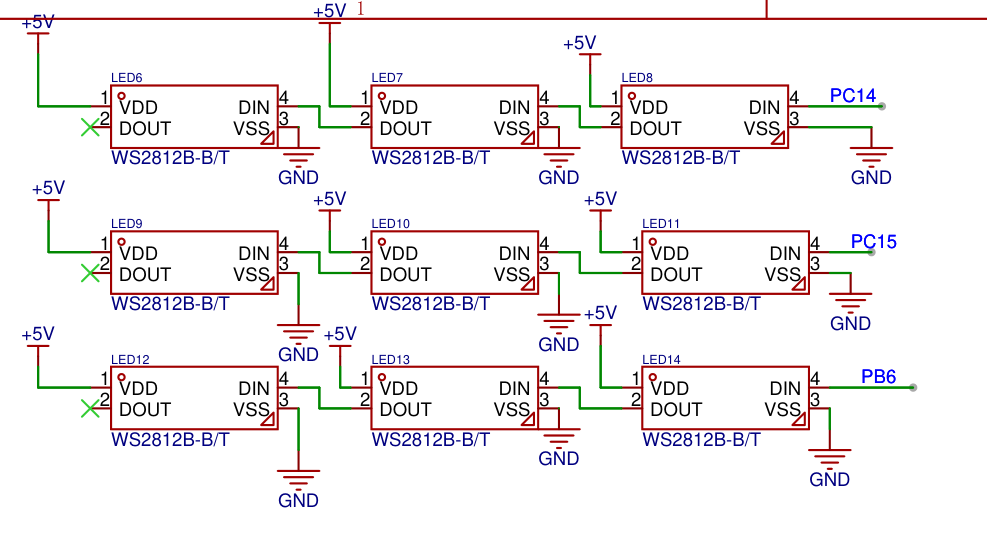 +5V
+5V 1
+5V
LED6 LED7 LED8
1 VDD DIN 4 1 VDD DIN 4 1 VDD DIN 4 PC14
2 DOUT VSS 3 2 DOUT VSS 3 2 DOUT VSS 3
WS2812B-B/T WS2812B-B/T WS2812B-B/T
GND GND GND
+5V +5V +5V
LED9 LED10 LED11
1 VDD DIN 4 1 VDD DIN 4 1 VDD DIN 4 PC15
2 DOUT VSS 3 2 DOUT VSS 3 2 DOUT VSS 3
WS2812B-B/T WS2812B-B/T WS2812B-B/T
GND GND GND
+5V +5V +5V
LED12 LED13 LED14
1 VDD DIN 4 1 VDD DIN 4 1 VDD DIN 4 PB6
2 DOUT VSS 3 2 DOUT VSS 3 2 DOUT VSS 3
WS2812B-B/T WS2812B-B/T WS2812B-B/T
GND GND GND